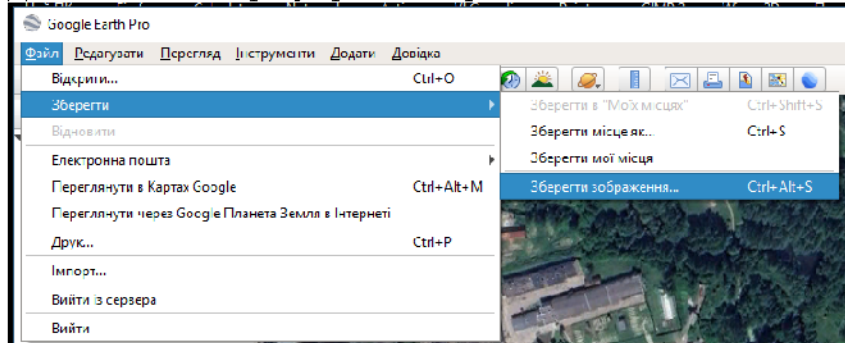 Google Earth Pro
Файл Редагувати Перегляд Інструменти Додати Довідка
Відкрити... Ctrl+O
Зберегти
Зберегти в "Моїх місцях" Ctrl+Shift+S
Відновити
Зберегти місце як... Ctrl+S
Електронна пошта
Зберегти мої місця
Переглянути в Картах Google Ctrl+Alt+M
Зберегти зображення... Ctrl+Alt+S
Переглянути через Google Планета Земля в Інтернеті
Друк... Ctrl+P
Імпорт...
Вийти із сервера
Вийти